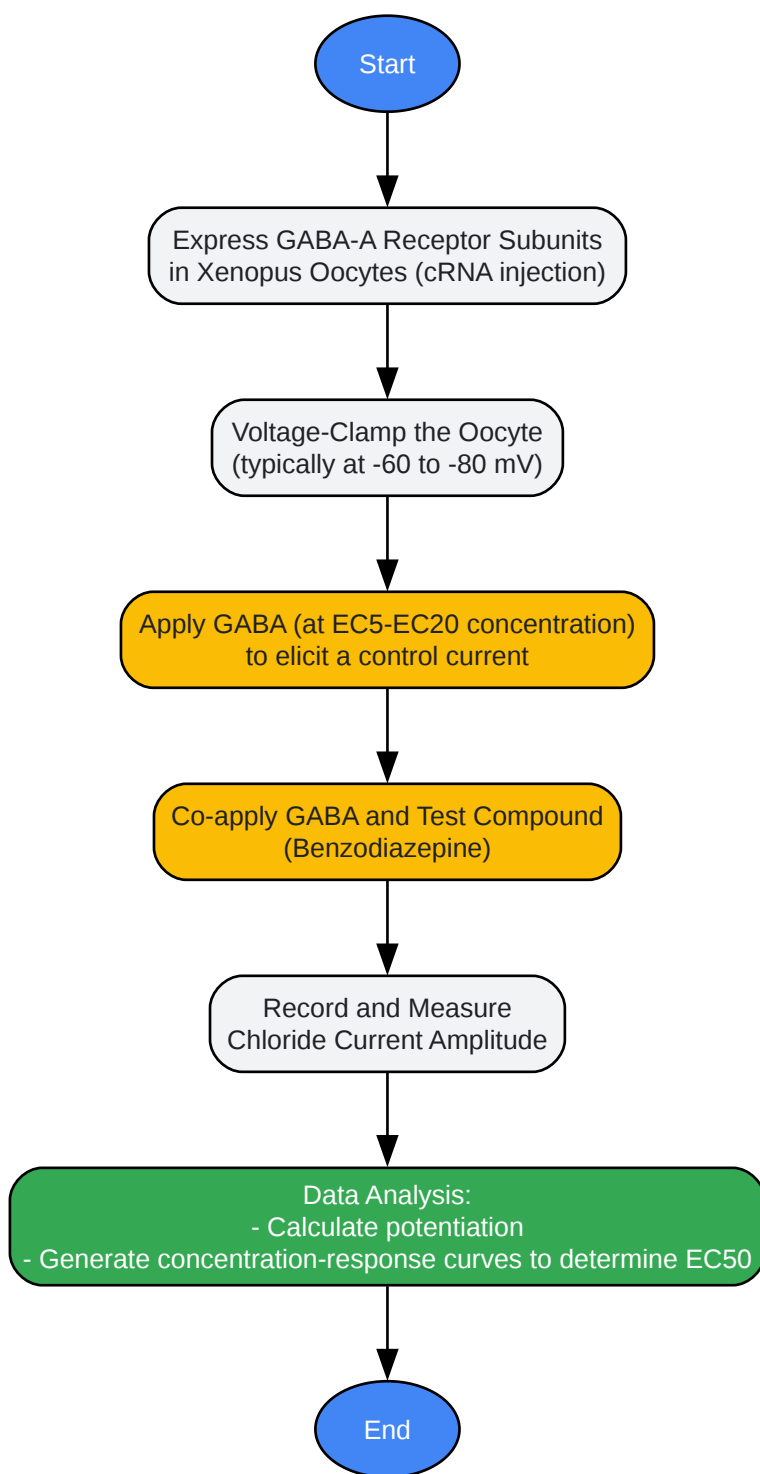 Start
Express GABA-A Receptor Subunits
in Xenopus Oocytes (cRNA injection)
Voltage-Clamp the Oocyte
(typically at -60 to -80 mV)
Apply GABA (at EC5-EC20 concentration)
to elicit a control current
Co-apply GABA and Test Compound
(Benzodiazepine)
Record and Measure
Chloride Current Amplitude
Data Analysis:
- Calculate potentiation
- Generate concentration-response curves to determine EC50
End